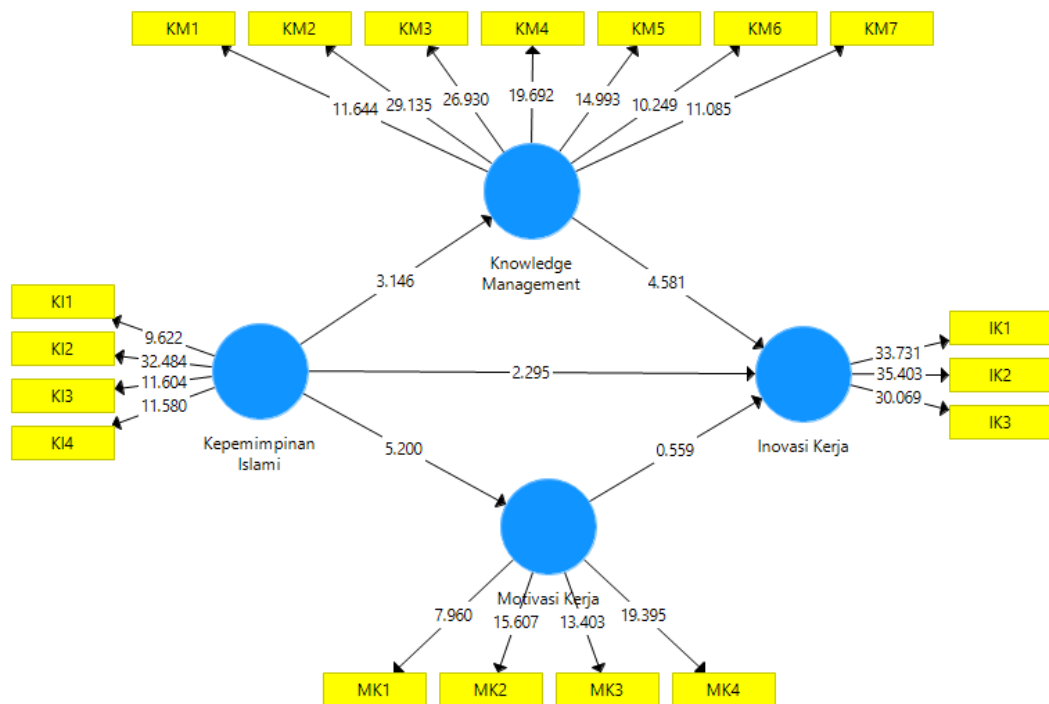 KM1 KM2 KM3 KM4 KM5 KM6 KM7
11.644 29.135 26.930 19.692 14.993 10.249 11.085
Knowledge
Management
3.146 4.581
KI1
KI2
KI3
KI4
9.622
32.484
11.604
11.580
Kepemimpinan
Islami
2.295
IK1
IK2
IK3
33.731
35.403
30.069
Inovasi Kerja
5.200 0.559
Motivasi Kerja
7.960 15.607 13.403 19.395
MK1 MK2 MK3 MK4